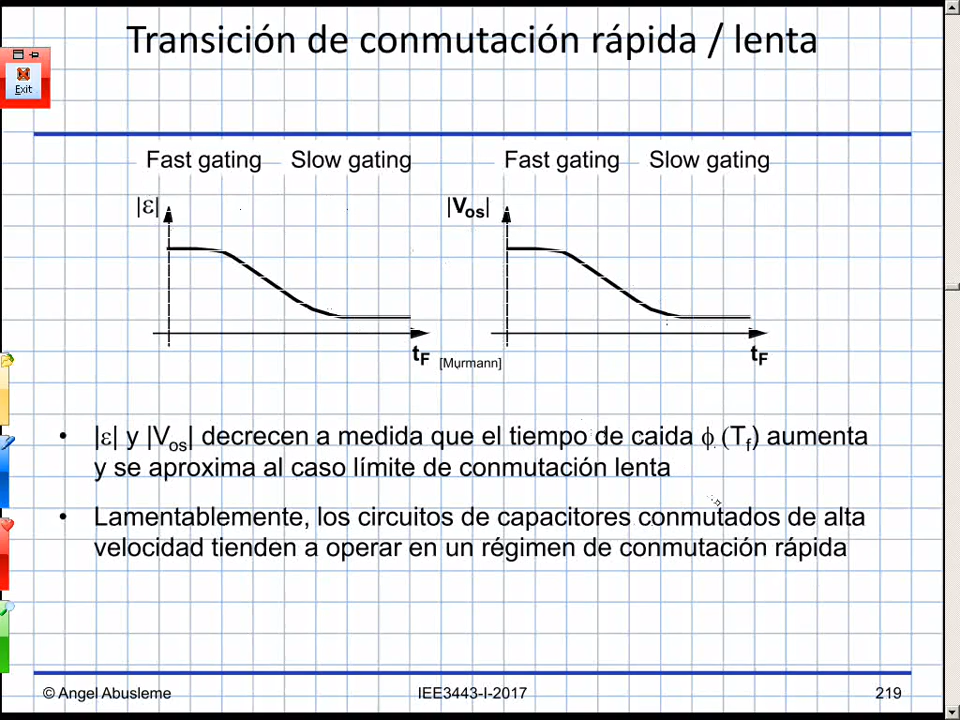 Transición de conmutación rápida / lenta
Exit
Fast gating Slow gating Fast gating Slow gating
|ε| |Vos|
tF [Murmann] tF
• |ε| y |Vos| decrecen a medida que el tiempo de caida ϕ (Tf) aumenta
y se aproxima al caso límite de conmutación lenta
• Lamentablemente, los circuitos de capacitores conmutados de alta
velocidad tienden a operar en un régimen de conmutación rápida
© Angel Abusleme IEE3443-I-2017 219